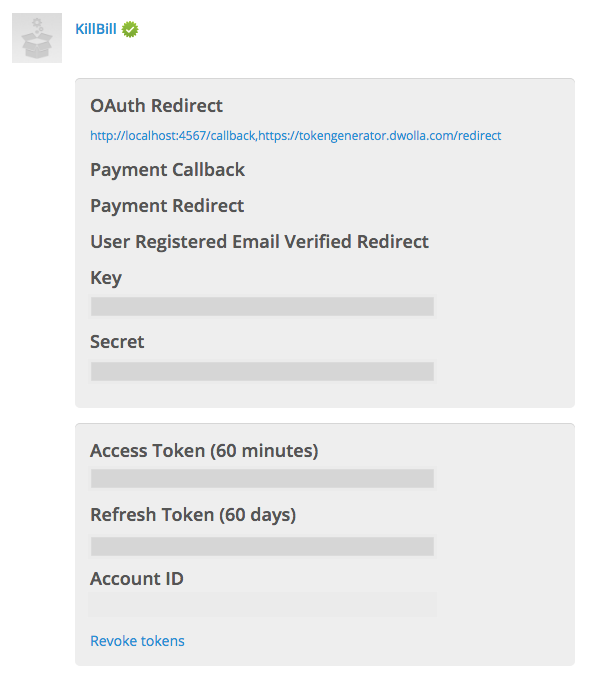 KillBill
OAuth Redirect
http://localhost:4567/callback,https://tokengenerator.dwolla.com/redirect
Payment Callback
Payment Redirect
User Registered Email Verified Redirect
Key
Secret
Access Token (60 minutes)
Refresh Token (60 days)
Account ID
Revoke tokens